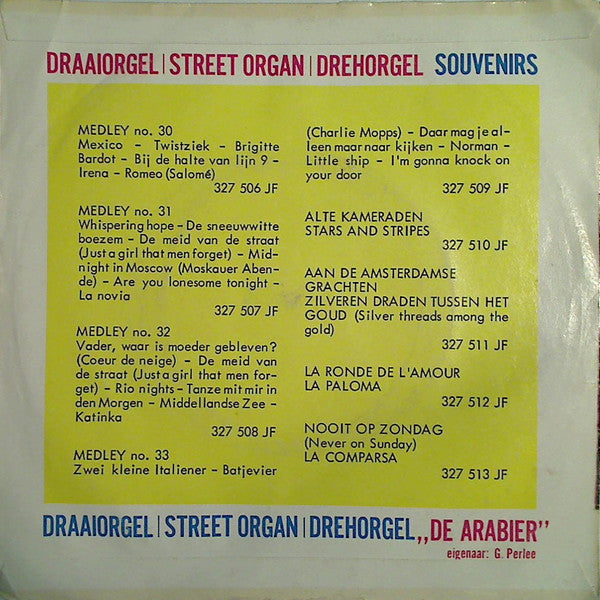 DRAAIORGEL | STREET ORGAN | DREHORGEL SOUVENIRS
MEDLEY no. 30
Mexico – Twistziek – Brigitte
Bardot – Bij de halte van lijn 9 –
Irena – Romeo (Salomé)
327 506 JF
MEDLEY no. 31
Whispering hope – De sneeuwwitte
boezem – De meid van de straat
(Just a girl that men forget) – Mid-
night in Moscow (Moskauer Aben-
de) – Are you lonesome tonight –
La novia
327 507 JF
MEDLEY no. 32
Vader, waar is moeder gebleven?
(Coeur de neige) – De meid van
de straat (Just a girl that men for-
get) – Rio nights – Tanze mit mir in
den Morgen – Middellandse Zee –
Katinka
327 508 JF
MEDLEY no. 33
Zwei kleine Italiener – Batjevier
(Charlie Mopps) – Daar mag je al-
leen maar naar kijken – Norman –
Little ship – I'm gonna knock on
your door
327 509 JF
ALTE KAMERADEN
STARS AND STRIPES
327 510 JF
AAN DE AMSTERDAMSE
GRACHTEN
ZILVEREN DRADEN TUSSEN HET
GOUD (Silver threads among the
gold)
327 511 JF
LA RONDE DE L'AMOUR
LA PALOMA
327 512 JF
NOOIT OP ZONDAG
(Never on Sunday)
LA COMPARSA
327 513 JF
DRAAIORGEL | STREET ORGAN | DREHORGEL „DE ARABIER"
eigenaar: G. Perlee